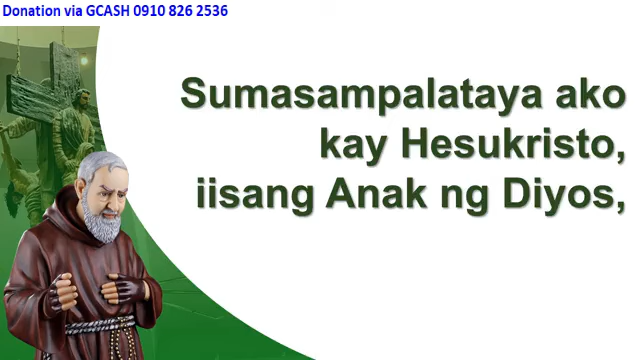 Donation via GCASH 0910 826 2536
Sumasampalataya ako
kay Hesukristo,
iisang Anak ng Diyos,